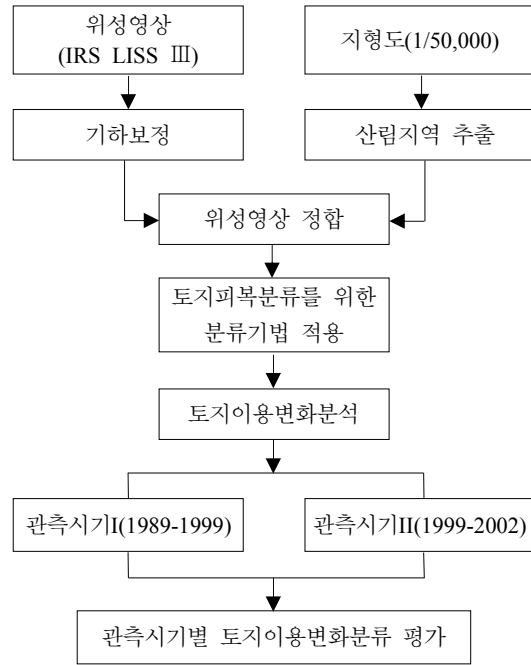 위성영상
(IRS LISS Ⅲ)
지형도(1/50,000)
기하보정
산림지역 추출
위성영상 정합
토지피복분류를 위한
분류기법 적용
토지이용변화분석
관측시기I(1989-1999)
관측시기II(1999-2002)
관측시기별 토지이용변화분류 평가